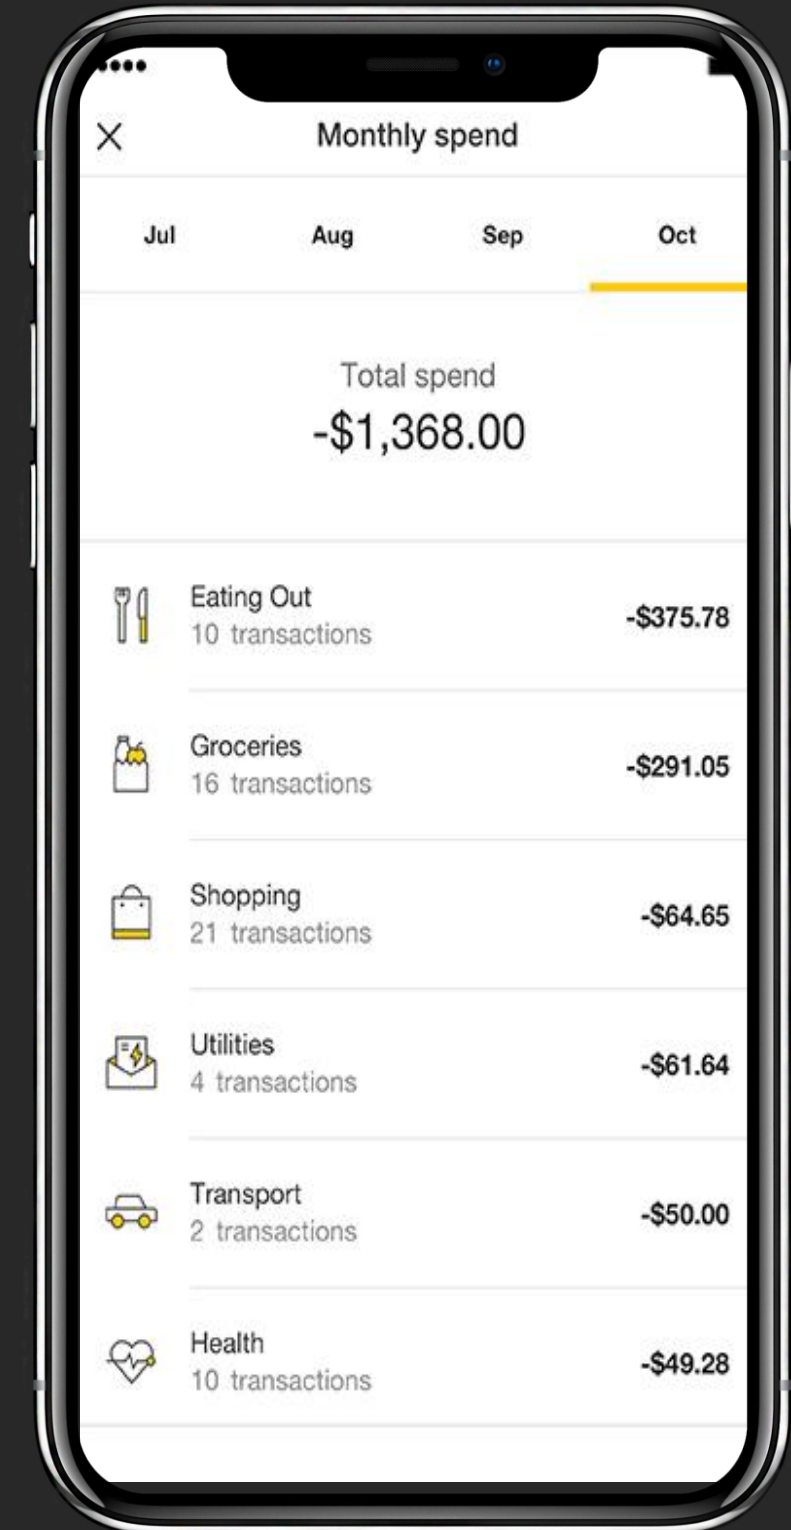 Monthly spend
Jul Aug Sep Oct
Total spend
-$1,368.00
Eating Out
10 transactions
-$375.78
Groceries
16 transactions
-$291.05
Shopping
21 transactions
-$64.65
Utilities
4 transactions
-$61.64
Transport
2 transactions
-$50.00
Health
10 transactions
-$49.28